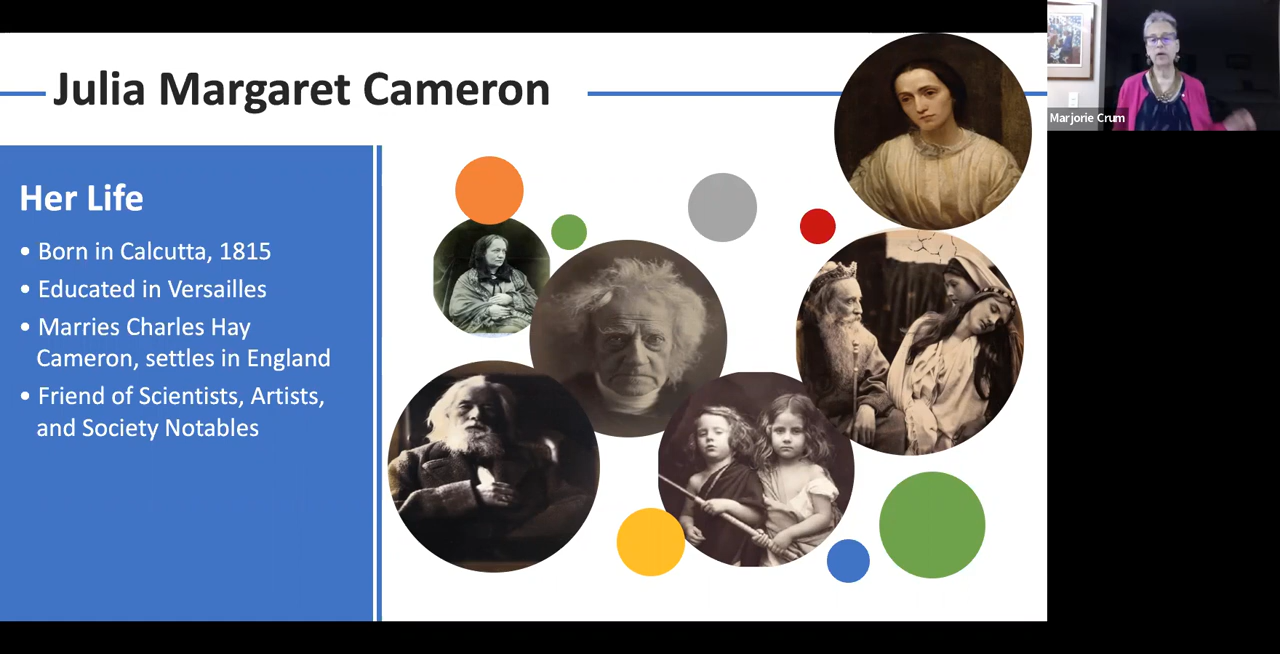 Julia Margaret Cameron
Her Life
• Born in Calcutta, 1815
• Educated in Versailles
• Marries Charles Hay
Cameron, settles in England
• Friend of Scientists, Artists,
and Society Notables
Marjorie Crum